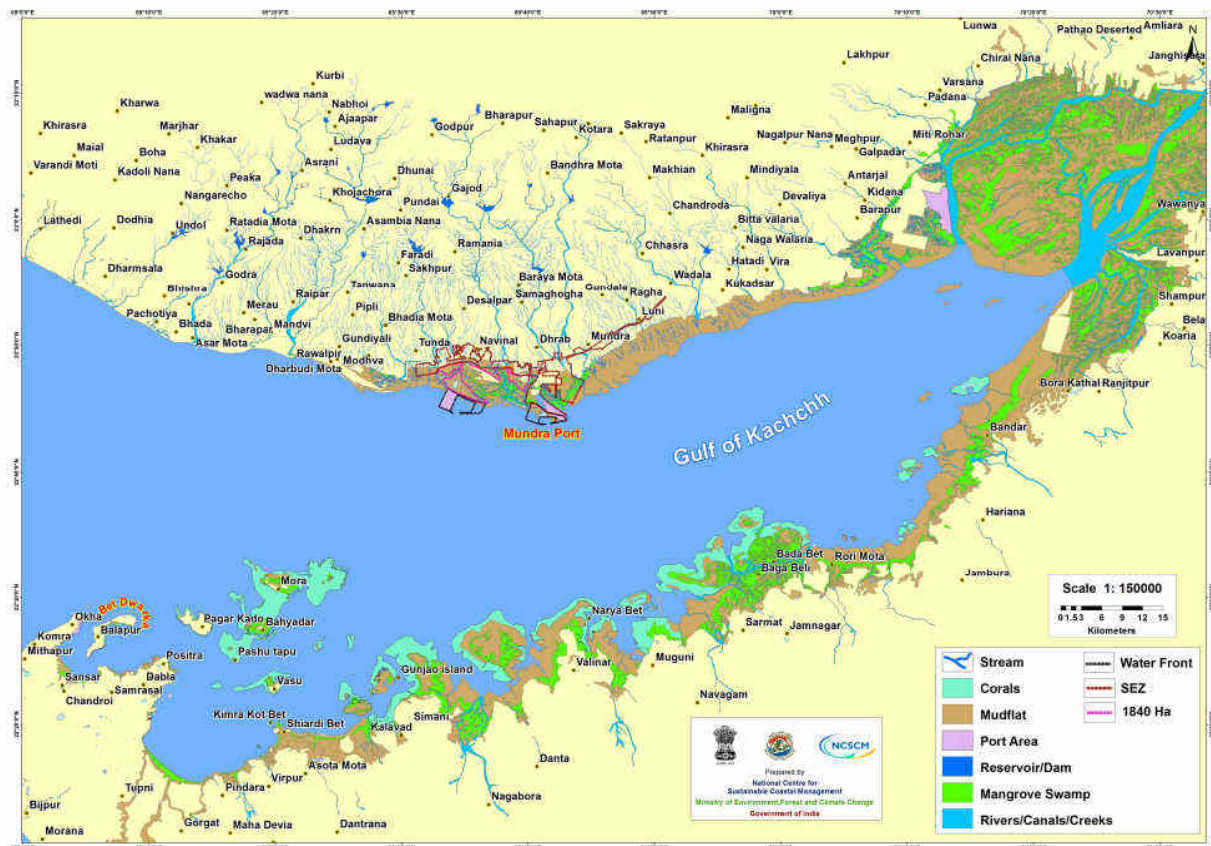 Lunwa
Pathao Deserted
Amliara
N
Lakhpur
Chirai Nana
Janghisara
Kurbi
Varsana
wadwa nana
Nabhoi
Padana
Kharwa
Ajaapar
Bharapur
Maligna
Khirasra
Marjhar
Godpur
Sahapur
Kotara
Sakraya
Miti Rohar
Khakar
Ludava
Ratanpur
Nagalpur Nana
Meghpur
Maial
Boha
Khirasra
Galpadar
Varandi Moti
Asrani
Bandhra Mota
Kadoli Nana
Peaka
Dhunai
Makhian
Mindiyala
Antarjal
Nangarecho
Khojachora
Gajod
Devaliya
Kidana
Pundai
Wawanya
Lathedi
Dodhia
Undol
Ratadia Mota
Asambia Nana
Chandroda
Bitta valaria
Barapur
Dhakrn
Rajada
Ramania
Chhasra
Naga Walaria
Lavanpur
Faradi
Dharmsala
Godra
Sakhpur
Baraya Mota
Wadala
Hatadi
Vira
Kukadsar
Bhishra
Raipar
Tanwana
Samaghogha
Gundale
Ragha
Shampur
Merau
Pipli
Desalpar
Luni
Pachotiya
Bhada
Bharapar
Mandvi
Bhadia Mota
Bela
Asar Mota
Gundiyali
Tunda
Navinal
Dhrab
Mundra
Koaria
Rawalpir
Modhva
Dharbudi Mota
Bora Kathal
Ranjitpur
Mundra Port
Gulf of Kachchh
Bandar
Hariana
Bada Bet
Rori Mota
Baga Beli
Jambura
Mora
Bet Dwarka
Okha
Pagar Kado
Bahyadar
Narya Bet
Komra
Balapur
Sarmat
Jamnagar
Mithapur
Positra
Pashu tapu
Muguni
Sansar
Dabla
Gunjao island
Valinar
Chandroi
Samrasal
Vasu
Navagam
Kimra Kot Bet
Simani
Shiardi Bet
Kalavad
Asota Mota
Danta
Tupni
Pindara
Virpur
Nagabora
Bijpur
Morana
Gorgat
Maha Devia
Dantrana
Scale 1: 150000
0 1.5 3 6 9 12 15
Kilometers
Stream
Corals
Mudflat
Port Area
Reservoir/Dam
Mangrove Swamp
Rivers/Canals/Creeks
Water Front
SEZ
1840 Ha
NCSCM
Prepared by
National Centre for
Sustainable Coastal Management
Ministry of Environment,Forest and Climate Change
Government of India